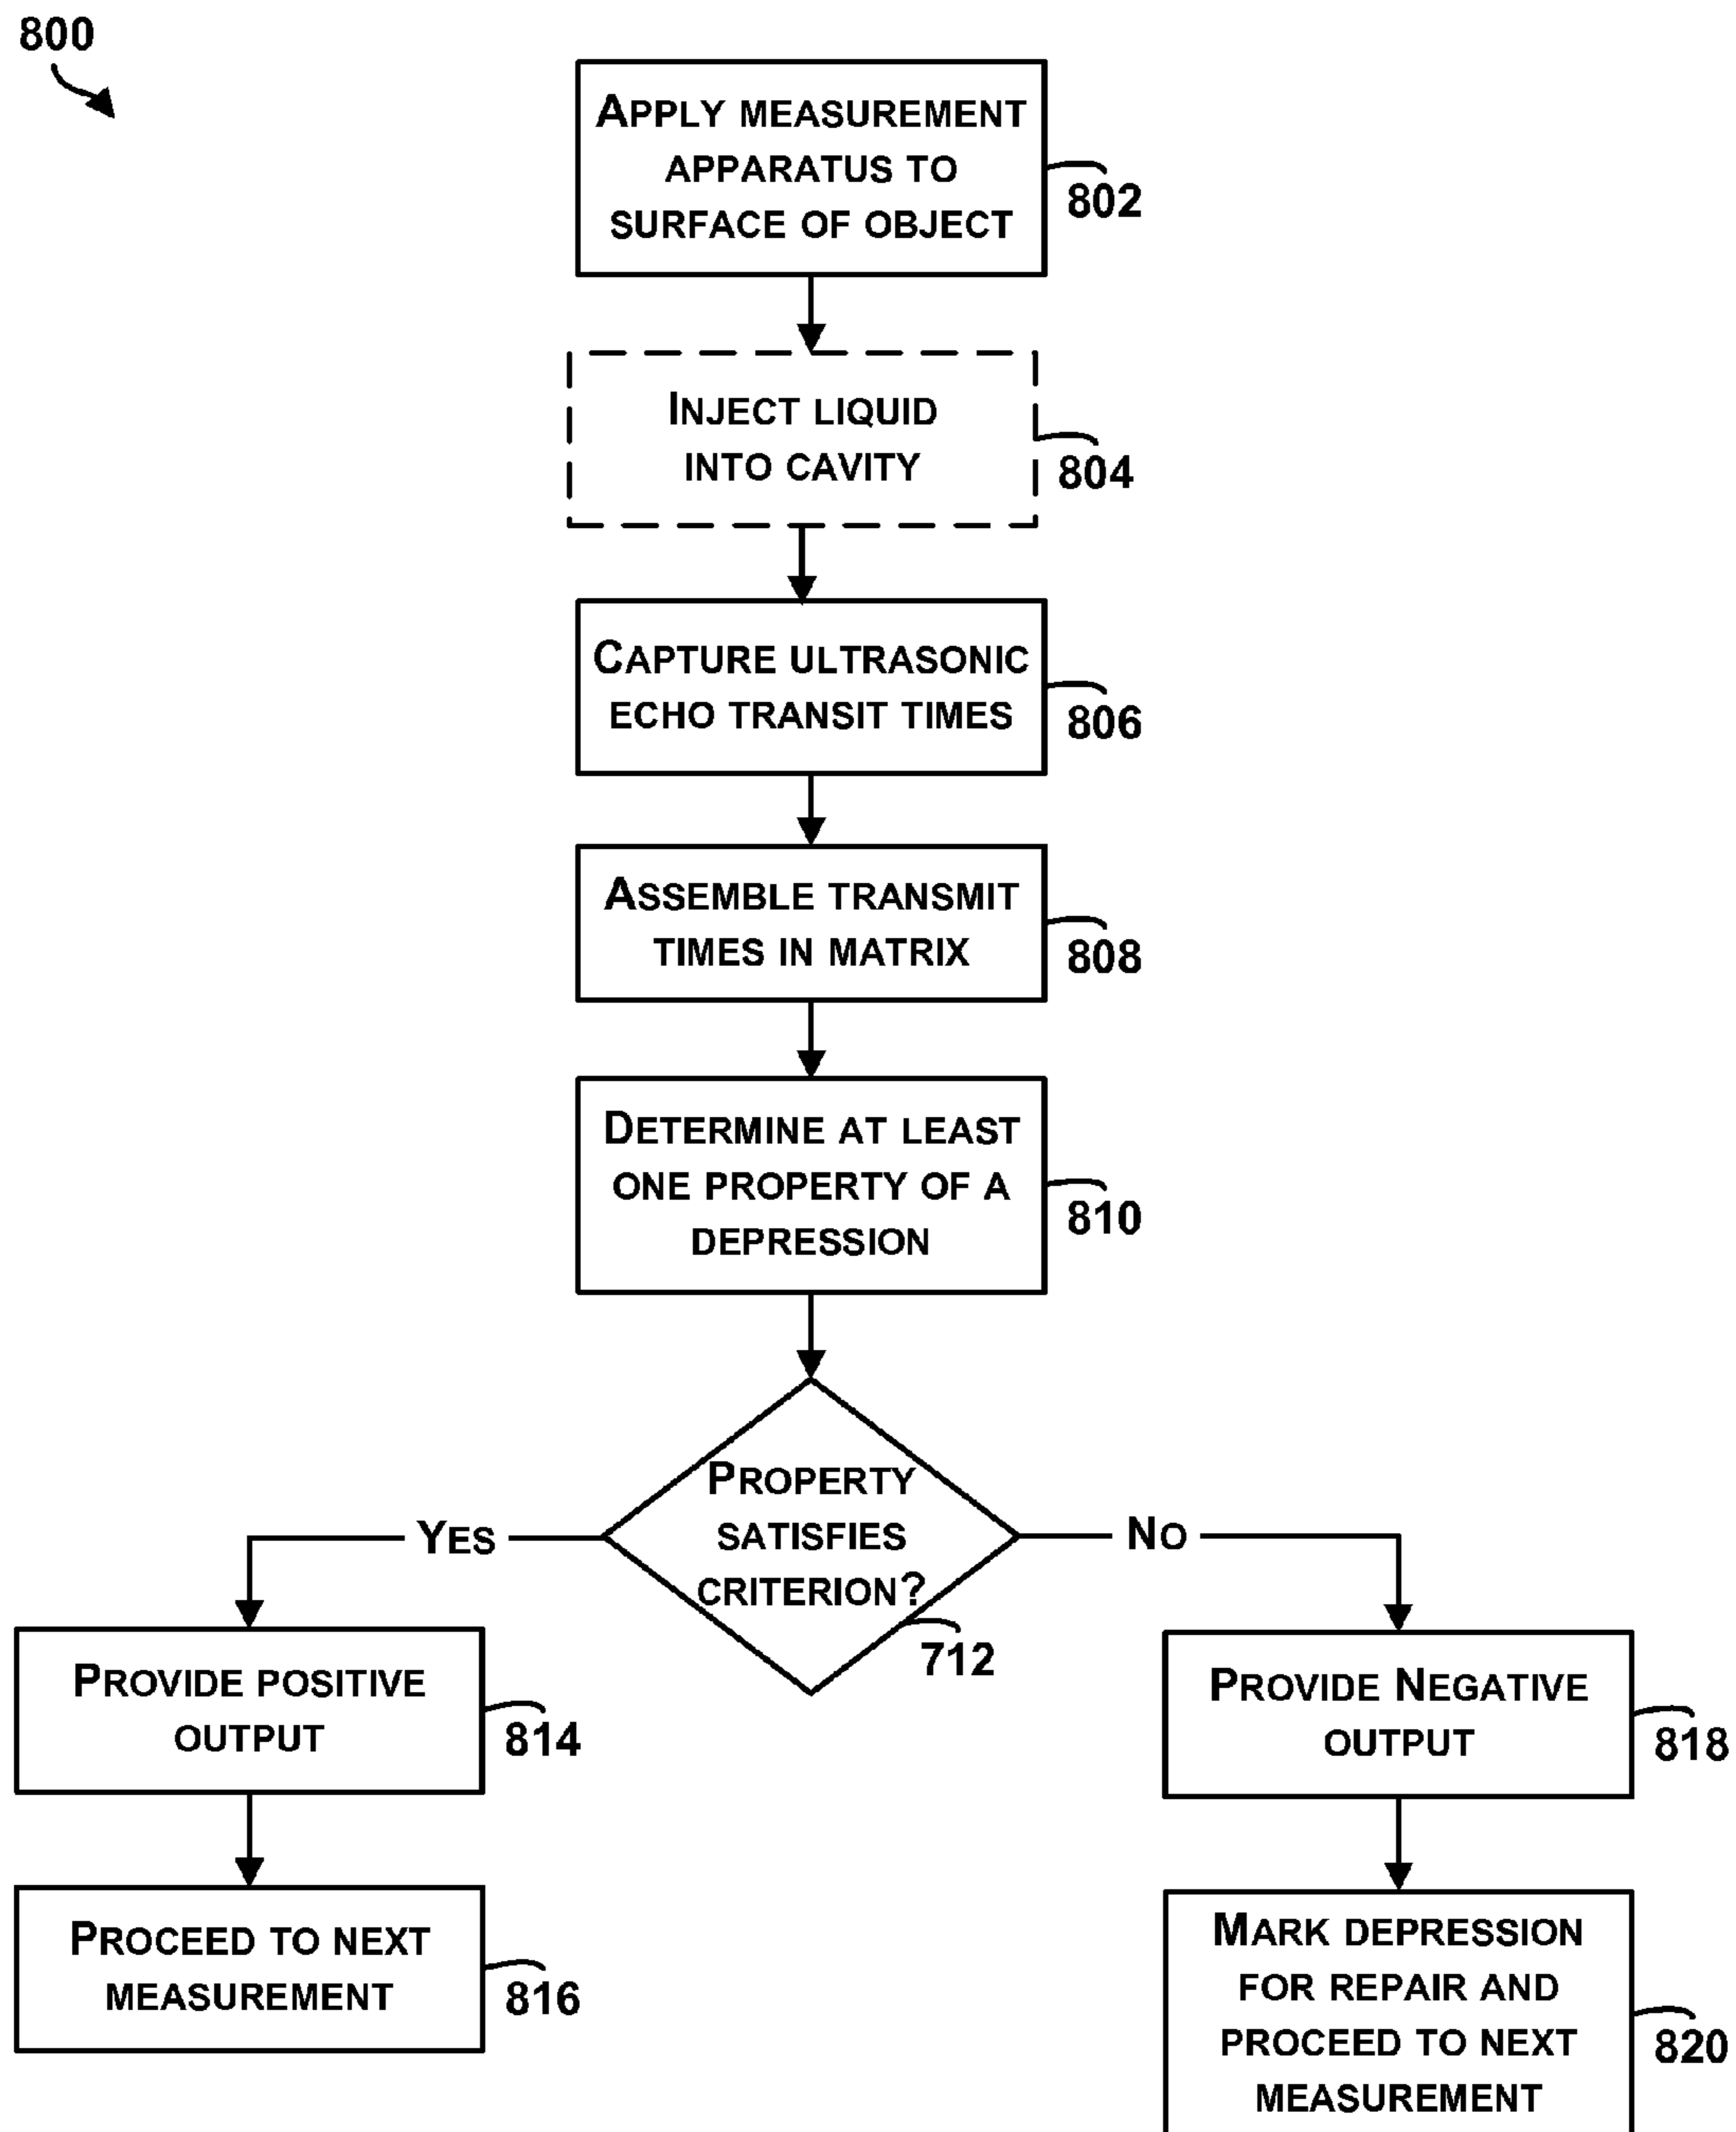 800
APPLY MEASUREMENT
APPARATUS TO
SURFACE OF OBJECT
802
INJECT LIQUID
INTO CAVITY
804
CAPTURE ULTRASONIC
ECHO TRANSIT TIMES
806
ASSEMBLE TRANSMIT
TIMES IN MATRIX
808
DETERMINE AT LEAST
ONE PROPERTY OF A
DEPRESSION
810
PROPERTY
SATISFIES
CRITERION?
712
YES
NO
PROVIDE POSITIVE
OUTPUT
814
PROVIDE NEGATIVE
OUTPUT
818
PROCEED TO NEXT
MEASUREMENT
816
MARK DEPRESSION
FOR REPAIR AND
PROCEED TO NEXT
MEASUREMENT
820